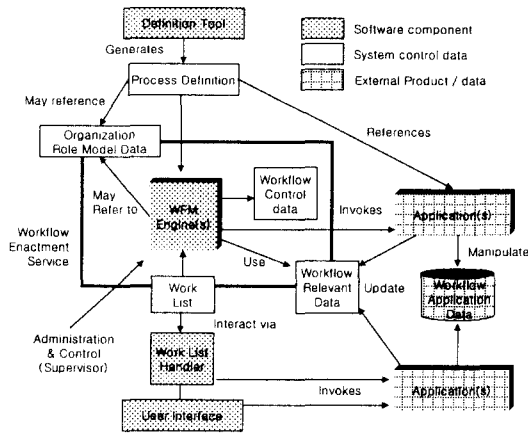 Definition Tool
Software component
Generates
System control data
Process Definition
External Product / data
May reference
References
Organization
Role Model Data
May
Refer to
WFM
Engine(s)
Workflow
Control
data
Invokes
Application(s)
Workflow
Enactment
Service
Use
Manipulate
Work
List
Workflow
Relevant
Data
Update
Workflow
Application
Data
Interact via
Administration
& Control
(Supervisor)
Work List
Handler
Invokes
Application(s)
User Interface